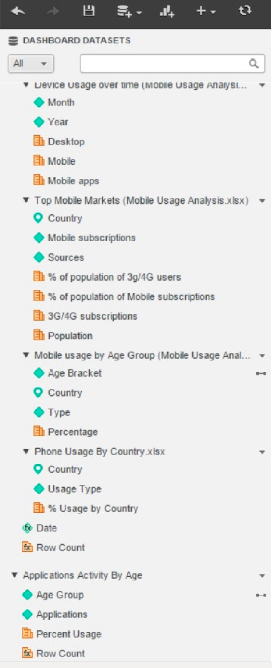 DASHBOARD DATASETS
All
Device Usage over time (Mobile Usage Analysi...
Month
Year
Desktop
Mobile
Mobile apps
Top Mobile Markets (Mobile Usage Analysis.xlsx)
Country
Mobile subscriptions
Sources
% of population of 3g/4G users
% of population of Mobile subscriptions
3G/4G subscriptions
Population
Mobile usage by Age Group (Mobile Usage Anal...
Age Bracket
Country
Type
Percentage
Phone Usage By Country.xlsx
Country
Usage Type
% Usage by Country
Date
Row Count
Applications Activity By Age
Age Group
Applications
Percent Usage
Row Count